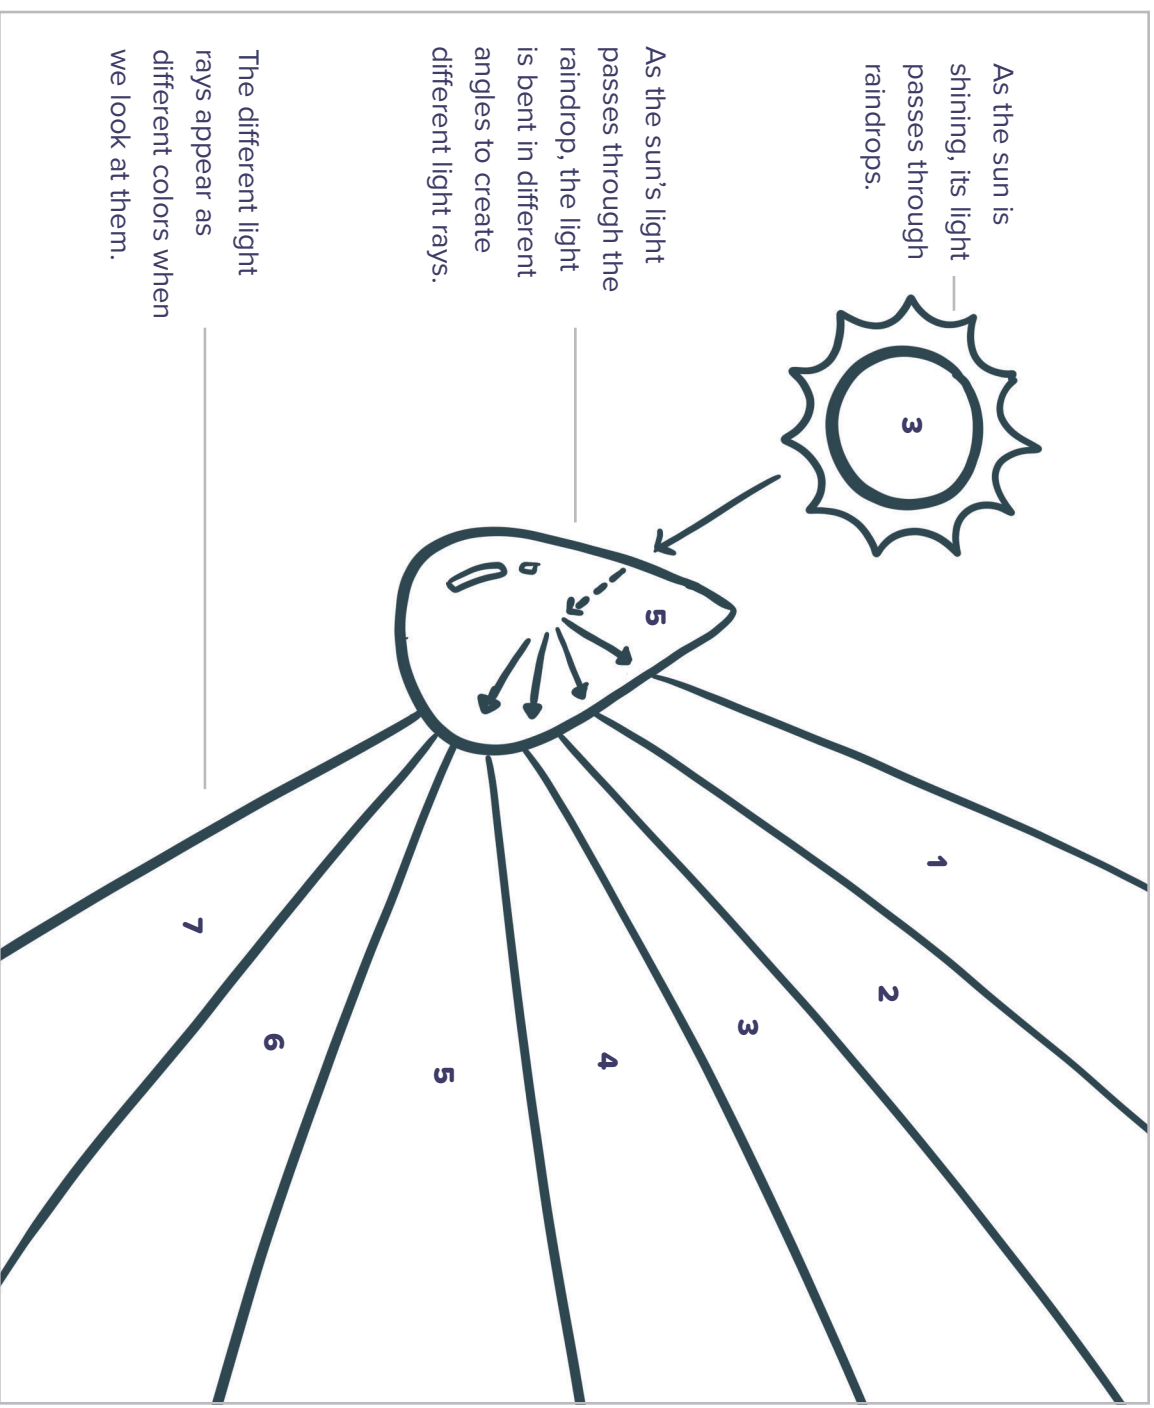 As the sun is
shining, its light
passes through
raindrops.
3
As the sun's light
passes through the
raindrop, the light
is bent in different
angles to create
different light rays.
5
The different light
rays appear as
different colors when
we look at them.
1
2
3
4
5
6
7